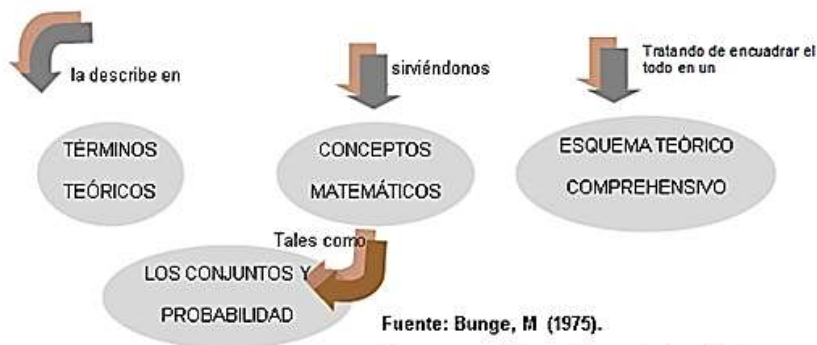 la describe en
sirviéndonos
Tratando de encuadrar el
todo en un
TÉRMINOS
TEÓRICOS
CONCEPTOS
MATEMÁTICOS
ESQUEMA TEÓRICO
COMPREHENSIVO
Tales como
LOS CONJUNTOS Y
PROBABILIDAD
Fuente: Bunge, M (1975).